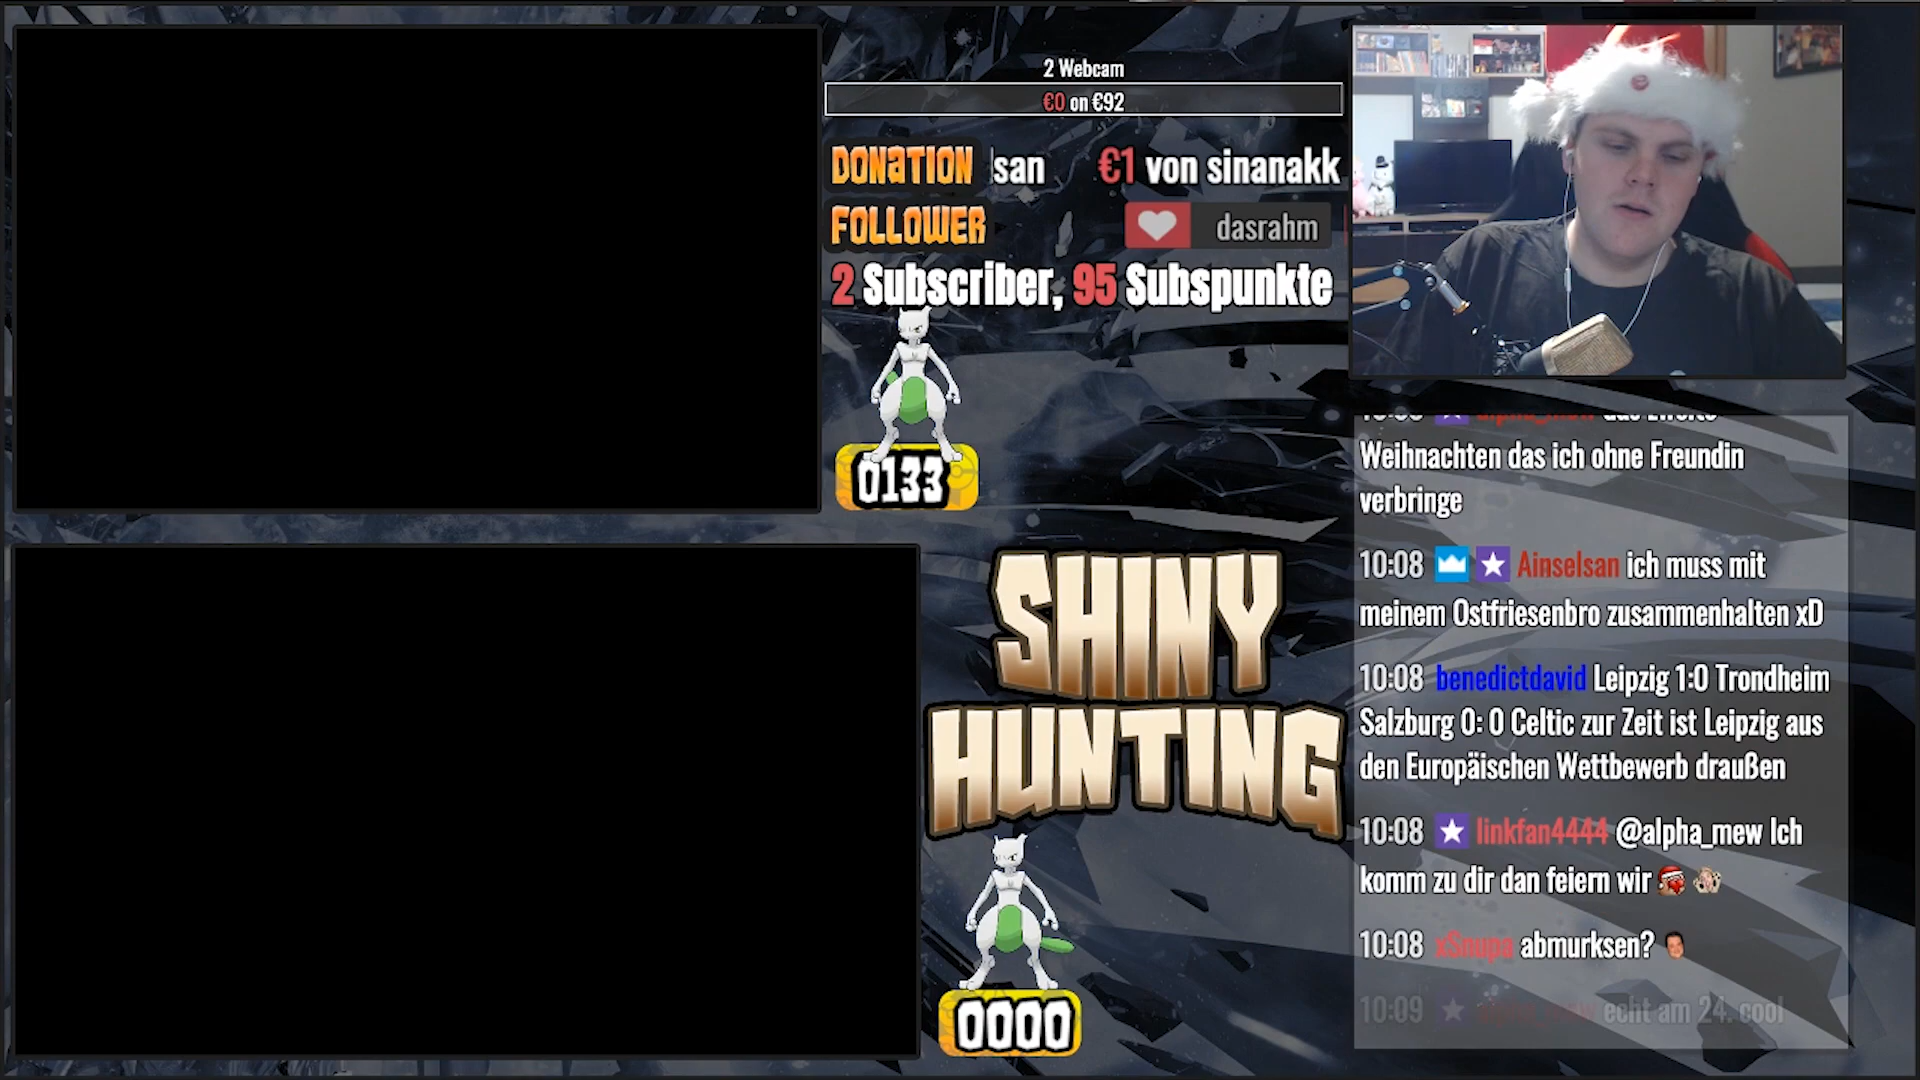 2 Webcam
€0 on €92
DONATION san €1 von sinanakk
FOLLOWER dasrahm
2 Subscriber, 95 Subspunkte
0133
SHINY
HUNTING
0000
Weihnachten das ich ohne Freundin
verbringe
10:08 Ainselsan ich muss mit
meinem Ostfriesenbro zusammenhalten xD
10:08 benedictdavid Leipzig 1:0 Trondheim
Salzburg 0: 0 Celtic zur Zeit ist Leipzig aus
den Europäischen Wettbewerb draußen
10:08 linkfan4444 @alpha_mew Ich
komm zu dir dan feiern wir
10:08 xSnupa abmurksen?
10:09 alpha_mew echt am 24. cool